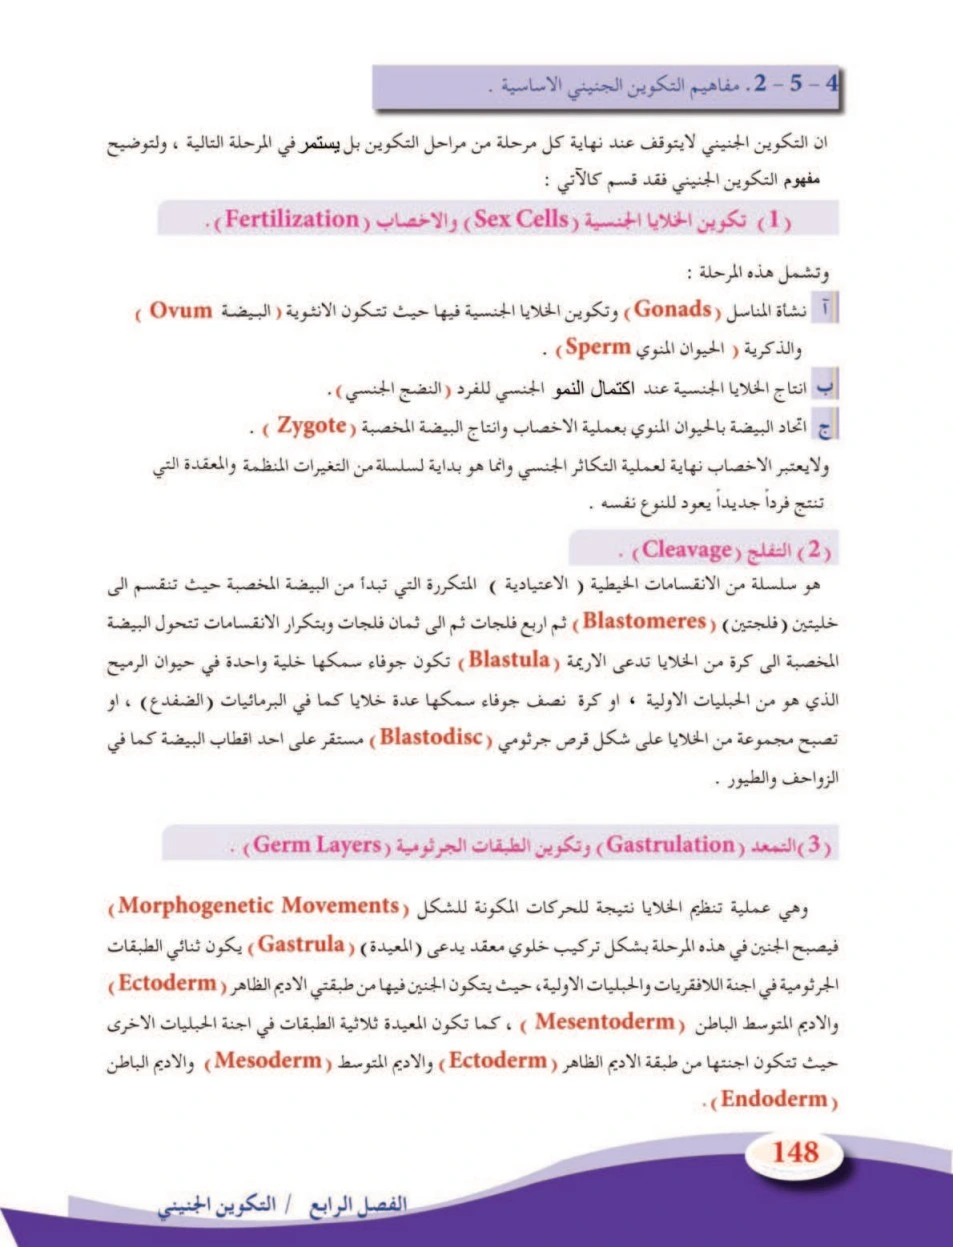 4 - 5 - 2. مفاهيم التكوين الجنيني الاساسية .
ان التكوين الجنيني لايتوقف عند نهاية كل مرحلة من مراحل التكوين بل يستمر في المرحلة التالية ، ولتوضيح
مفهوم التكوين الجنيني فقد قسم كالآتي :
(1) تكوين الخلايا الجنسية (Sex Cells) والاخصاب (Fertilization) .
وتشمل هذه المرحلة :
آ نشأة المناسل (Gonads) وتكوين الخلايا الجنسية فيها حيث تتكون الانثوية (البيضة Ovum)
والذكرية (الحيوان المنوي Sperm) .
ب انتاج الخلايا الجنسية عند اكتمال النمو الجنسي للفرد (النضج الجنسي).
ج اتحاد البيضة بالحيوان المنوي بعملية الاخصاب وانتاج البيضة المخصبة (Zygote) .
ولايعتبر الاخصاب نهاية لعملية التكاثر الجنسي وانما هو بداية لسلسلة من التغيرات المنظمة والمعقدة التي
تنتج فرداً جديداً يعود للنوع نفسه .
(2) التفلج (Cleavage) .
هو سلسلة من الانقسامات الخيطية ( الاعتيادية ) المتكررة التي تبدأ من البيضة المخصبة حيث تنقسم الى
خليتين (فلجتين) (Blastomeres) ثم اربع فلجات ثم الى ثمان فلجات وبتكرار الانقسامات تتحول البيضة
المخصبة الى كرة من الخلايا تدعى الاريمة (Blastula) تكون جوفاء سمكها خلية واحدة في حيوان الرميح
الذي هو من الحبليات الاولية ، او كرة نصف جوفاء سمكها عدة خلايا كما في البرمائيات (الضفدع) ، او
تصبح مجموعة من الخلايا على شكل قرص جرثومي (Blastodisc) مستقر على احد اقطاب البيضة كما في
الزواحف والطيور .
(3)التمعد (Gastrulation) وتكوين الطبقات الجرثومية (Germ Layers) .
وهي عملية تنظيم الخلايا نتيجة للحركات المكونة للشكل (Morphogenetic Movements)
فيصبح الجنين في هذه المرحلة بشكل تركيب خلوي معقد يدعى (المعيدة) (Gastrula) يكون ثنائي الطبقات
الجرثومية في اجنة اللافقريات والحبليات الاولية، حيث يتكون الجنين فيها من طبقتي الاديم الظاهر (Ectoderm)
والاديم المتوسط الباطن (Mesentoderm) ، كما تكون المعيدة ثلاثية الطبقات في اجنة الحبليات الاخرى
حيث تتكون اجنتها من طبقة الاديم الظاهر (Ectoderm) والاديم المتوسط (Mesoderm) والاديم الباطن
(Endoderm).
148
الفصل الرابع / التكوين الجنيني